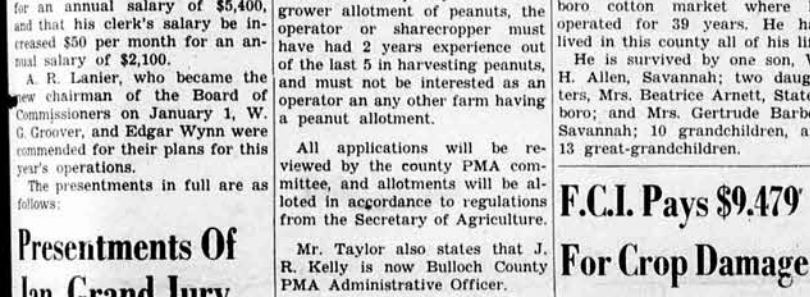 for an annual salary of $5,400,
and that his clerk's salary be in-
creased $50 per month for an an-
nual salary of $2,100.
A. R. Lanier, who became the
new chairman of the Board of
Commissioners on January 1, W.
G. Groover, and Edgar Wynn were
commended for their plans for this
year's operations.
The presentments in full are as
follows:
Presentments Of
Jan. Grand Jury
grower allotment of peanuts, the
operator or sharecropper must
have had 2 years experience out
of the last 5 in harvesting peanuts,
and must not be interested as an
operator an any other farm having
a peanut allotment.
All applications will be re-
viewed by the county PMA com-
mittee, and allotments will be al-
loted in accordance to regulations
from the Secretary of Agriculture.
Mr. Taylor also states that J.
R. Kelly is now Bulloch County
PMA Administrative Officer.
boro cotton market where
operated for 39 years. He h
lived in this county all of his li
He is survived by one son,
H. Allen, Savannah; two daug
ters, Mrs. Beatrice Arnett, State
boro; and Mrs. Gertrude Barb
Savannah; 10 grandchildren, a
13 great-grandchildren.
F.C.I. Pays $9.479
For Crop Damage